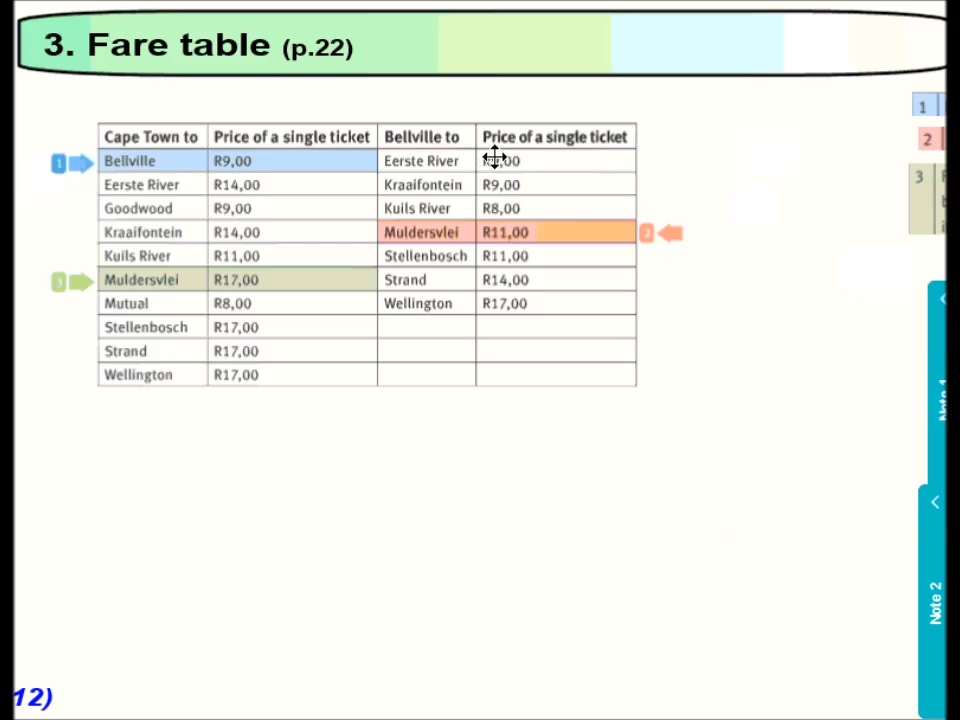 3. Fare table (p.22)
Cape Town to Price of a single ticket Bellville to Price of a single ticket
1 Bellville R9,00 Eerste River
Eerste River R14,00 Kraaifontein R9,00
Goodwood R9,00 Kuils River R8,00
Kraaifontein R14,00 Muldersvlei R11,00 2
Kuils River R11,00 Stellenbosch R11,00
3 Muldersvlei R17,00 Strand R14,00
Mutual R8,00 Wellington R17,00
Stellenbosch R17,00
Strand R17,00
Wellington R17,00
1
2
3
Note 2
12)